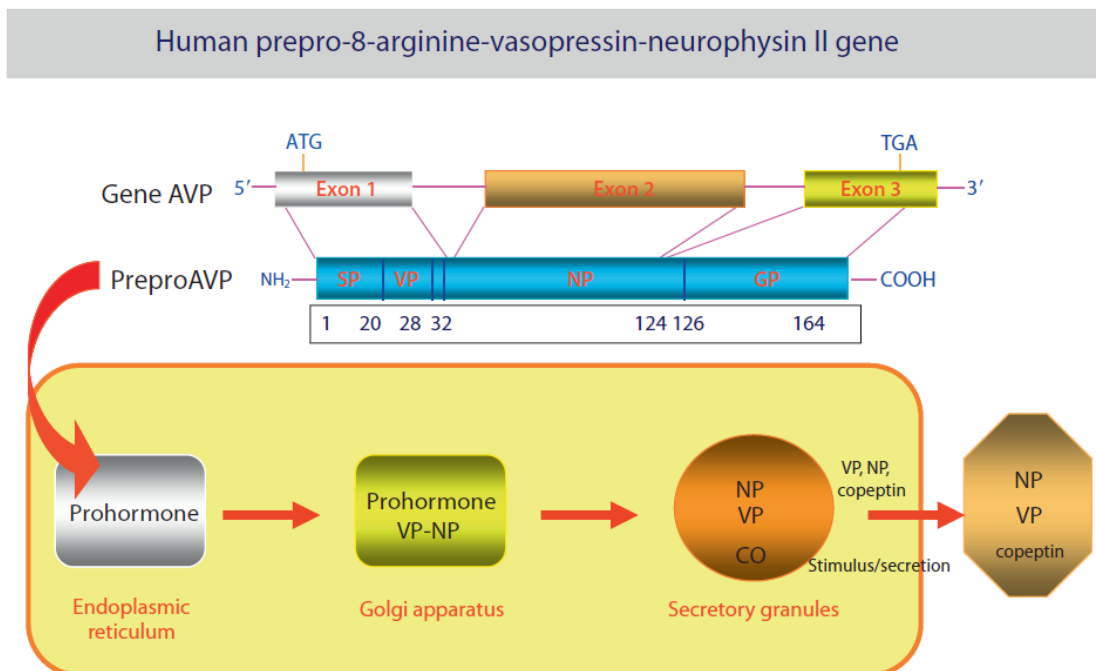 Human prepro-8-arginine-vasopressin-neurophysin II gene
ATG TGA
Gene AVP 5′ Exon 1 Exon 2 Exon 3 3′
PreproAVP NH₂ SP VP NP GP COOH
1 20 28 32 124 126 164
Prohormone
Endoplasmic
reticulum
Prohormone
VP-NP
Golgi apparatus
NP
VP
CO
Secretory granules
VP, NP,
copeptin
Stimulus/secretion
NP
VP
copeptin